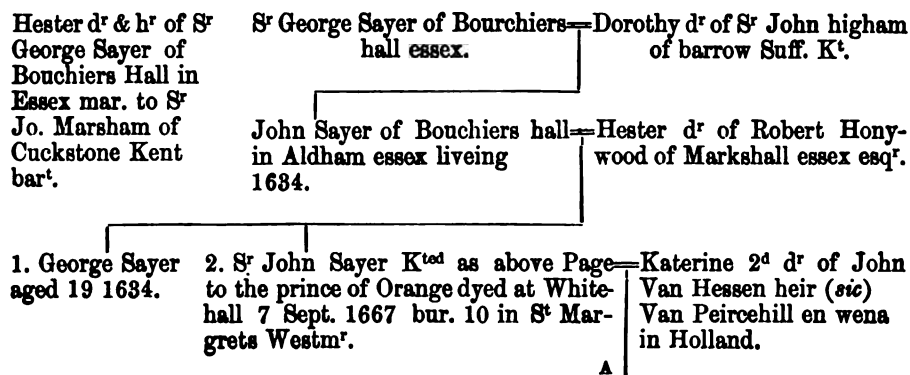 Hester dʳ & hʳ of Sʳ
George Sayer of
Bouchiers Hall in
Essex mar. to Sʳ
Jo. Marsham of
Cuckstone Kent
barᵗ.
Sʳ George Sayer of Bourchiers
hall essex.
Dorothy dʳ of Sʳ John higham
of barrow Suff. Kᵗ.
John Sayer of Bouchiers hall
in Aldham essex liveing
1634.
Hester dʳ of Robert Hony-
wood of Markshall essex esqʳ.
1. George Sayer
aged 19 1634.
2. Sʳ John Sayer Kᵗᵉᵈ as above Page
to the prince of Orange dyed at White-
hall 7 Sept. 1667 bur. 10 in Sᵗ Mar-
grets Westmʳ.
Katerine 2ᵈ dʳ of John
Van Hessen heir (sic)
Van Peircehill en wena
in Holland.
A